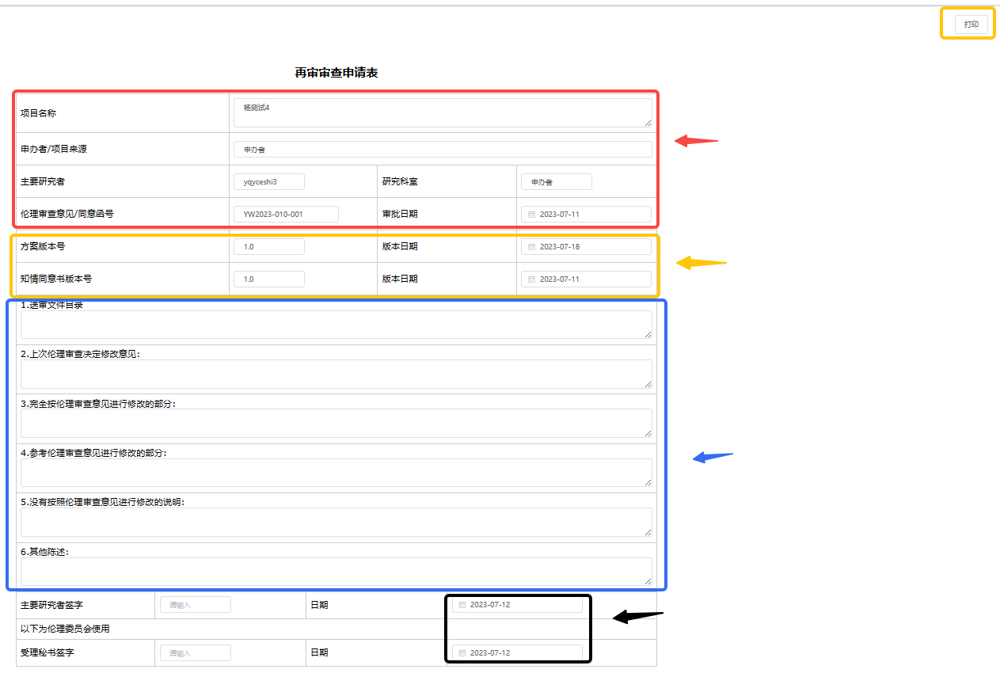 打印
再审审查申请表
项目名称 杨测试4
申办者/项目来源 申办者
主要研究者 yqyceshi3 研究科室 申办者
伦理审查意见/同意函号 YW2023-010-001 审批日期 2023-07-11
方案版本号 1.0 版本日期 2023-07-18
知情同意书版本号 1.0 版本日期 2023-07-11
1.送审文件目录
2.上次伦理审查决定修改意见:
3.完全按伦理审查意见进行修改的部分:
4.参考伦理审查意见进行修改的部分:
5.没有按照伦理审查意见进行修改的说明:
6.其他陈述:
主要研究者签字 请输入 日期 2023-07-12
以下为伦理委员会使用
受理秘书签字 请输入 日期 2023-07-12